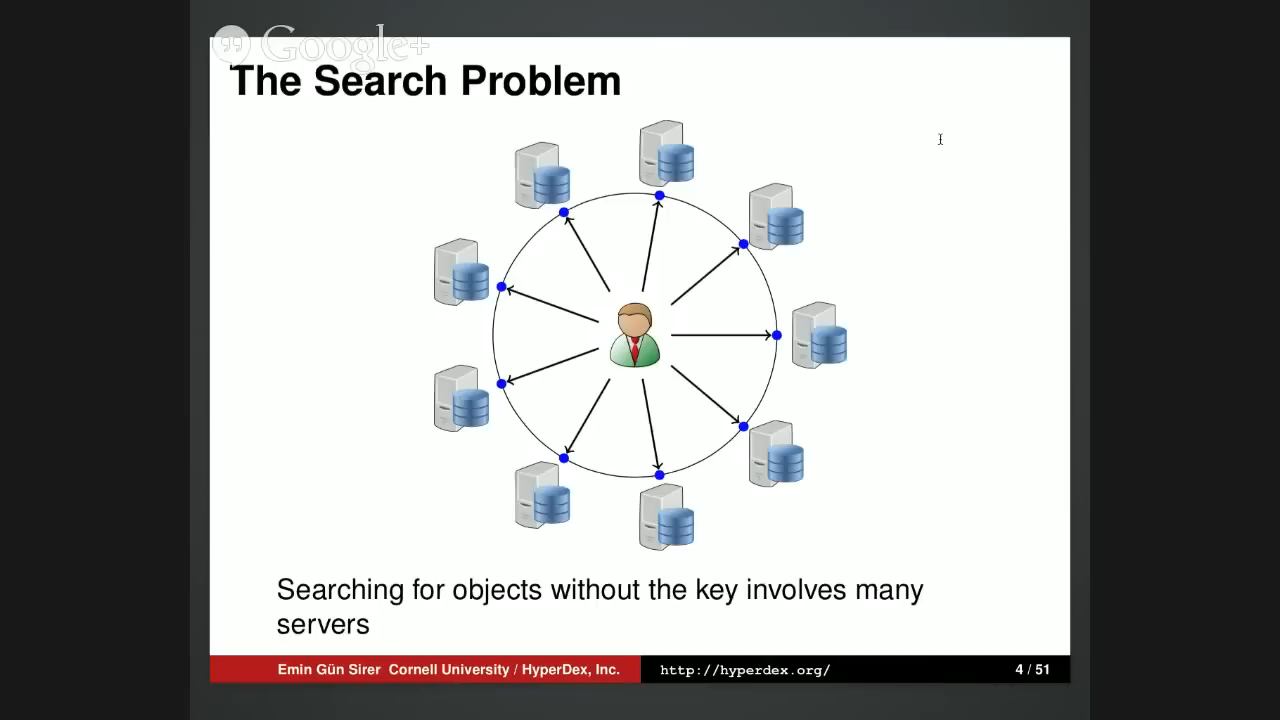 Google+
The Search Problem
Searching for objects without the key involves many
servers
Emin Gün Sirer Cornell University / HyperDex, Inc.
http://hyperdex.org/
4 / 51